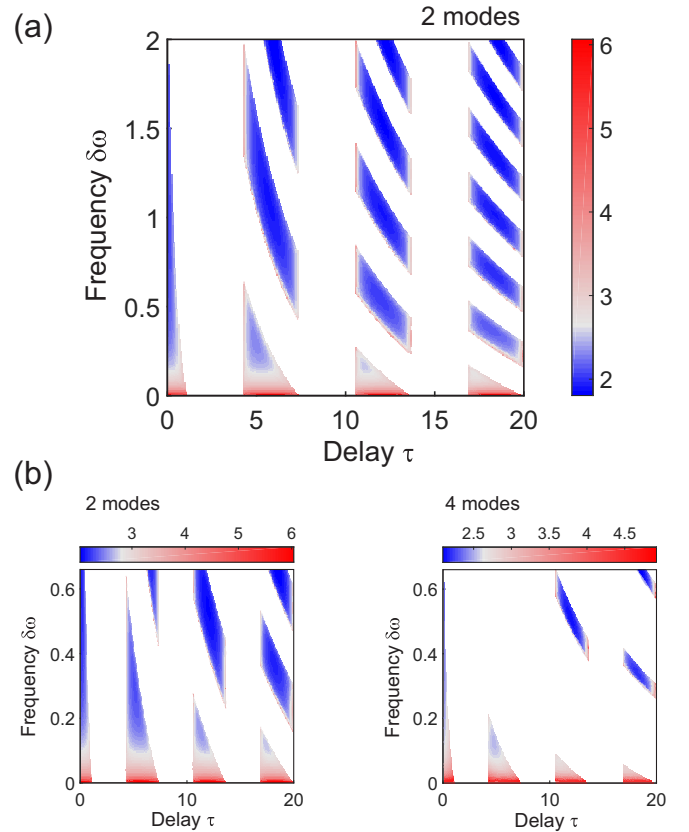 (a)
2 modes
2
1.5
1
0.5
0
Frequency δω
0 5 10 15 20
Delay τ
6
5
4
3
2
(b)
2 modes
3 4 5 6
0.6
0.4
0.2
0
Frequency δω
0 10 20
Delay τ
4 modes
2.5 3 3.5 4 4.5
0.6
0.4
0.2
0
Frequency δω
0 10 20
Delay τ